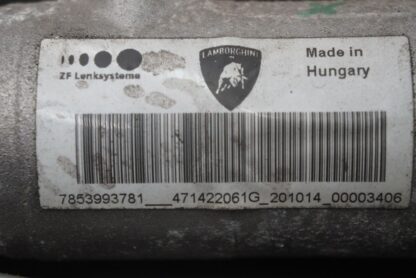 ZF Lenksysteme
LAMBORGHINI
Made in
Hungary
7853993781___471422061G_201014_00003406